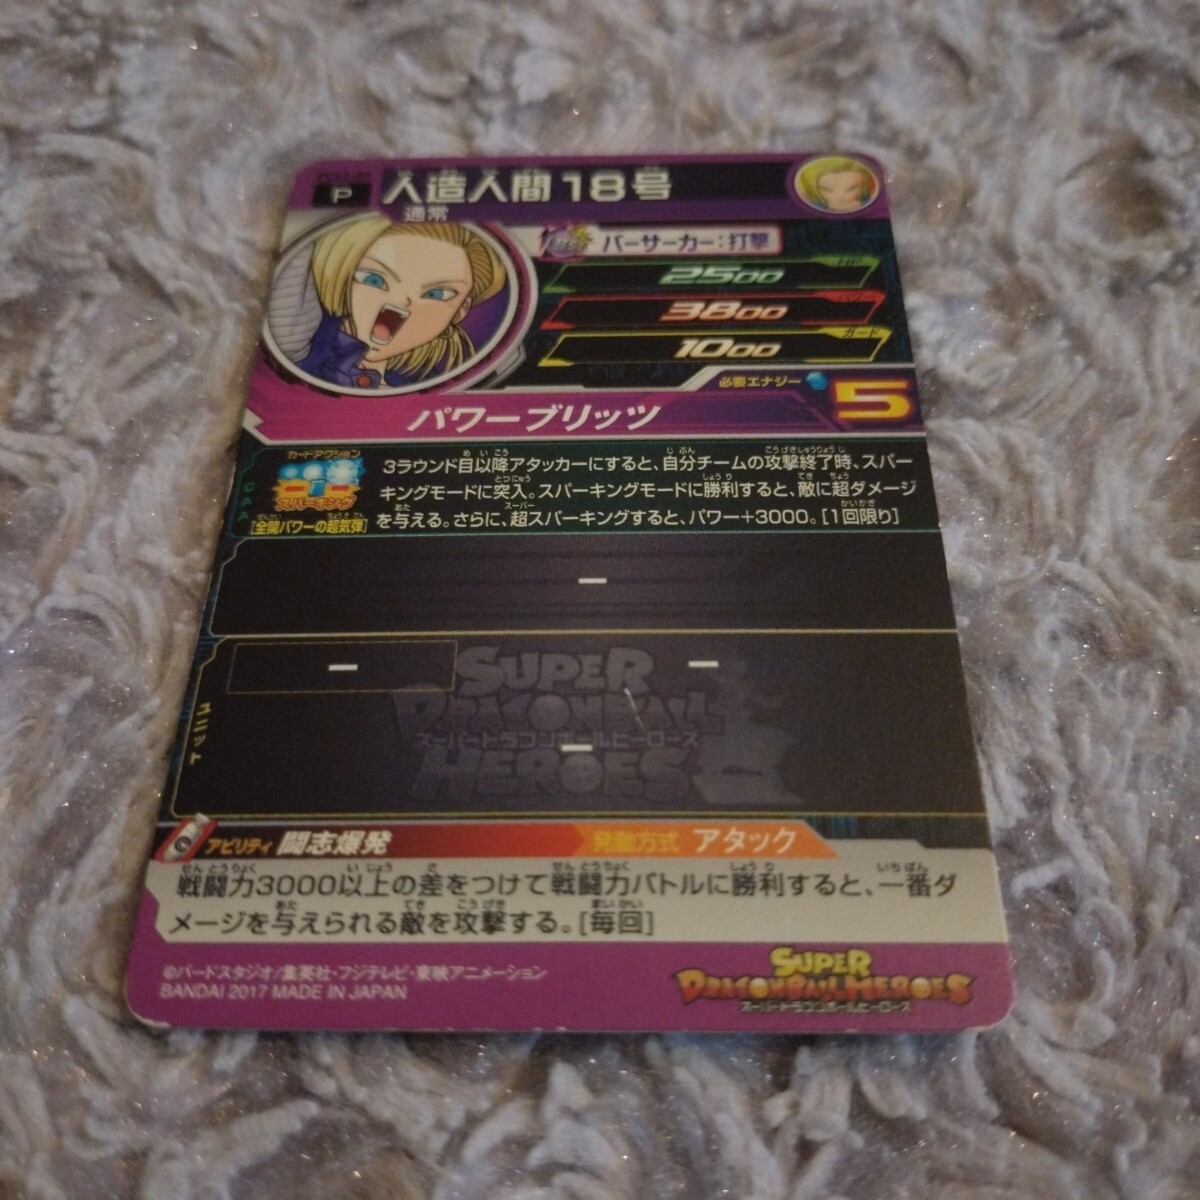 P
人造人間18号
通常
バーサーカー:打撃
HP
2500
パワー
3800
ガード
1000
必要エナジー
5
パワーブリッツ
CAA
カードアクション
スパーキング
[全開パワーの超気弾]
3ラウンド目以降アタッカーにすると、自分チームの攻撃終了時、スパー
キングモードに突入。スパーキングモードに勝利すると、敵に超ダメージ
を与える。さらに、超スパーキングすると、パワー+3000。[1回限り]
ー
ユニット
ー
ー
ー
SUPER
DRAGONBALL
スーパードラゴンボールヒーローズ
HEROES
アビリティ 闘志爆発
発動方式 アタック
戦闘力3000以上の差をつけて戦闘力バトルに勝利すると、一番ダ
メージを与えられる敵を攻撃する。[毎回]
©バードスタジオ/集英社・フジテレビ・東映アニメーション
BANDAI 2017 MADE IN JAPAN
SUPER
DRAGONBALL HEROES
スーパードラゴンボールヒーローズ